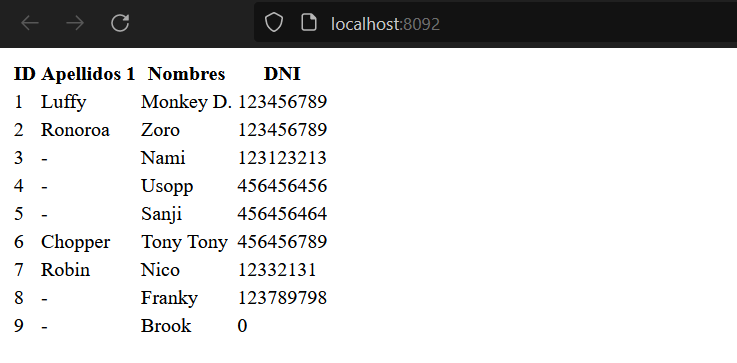 localhost:8092
ID Apellidos 1 Nombres DNI
1 Luffy Monkey D. 123456789
2 Ronoroa Zoro 123456789
3 - Nami 123123213
4 - Usopp 456456456
5 - Sanji 456456464
6 Chopper Tony Tony 456456789
7 Robin Nico 12332131
8 - Franky 123789798
9 - Brook 0